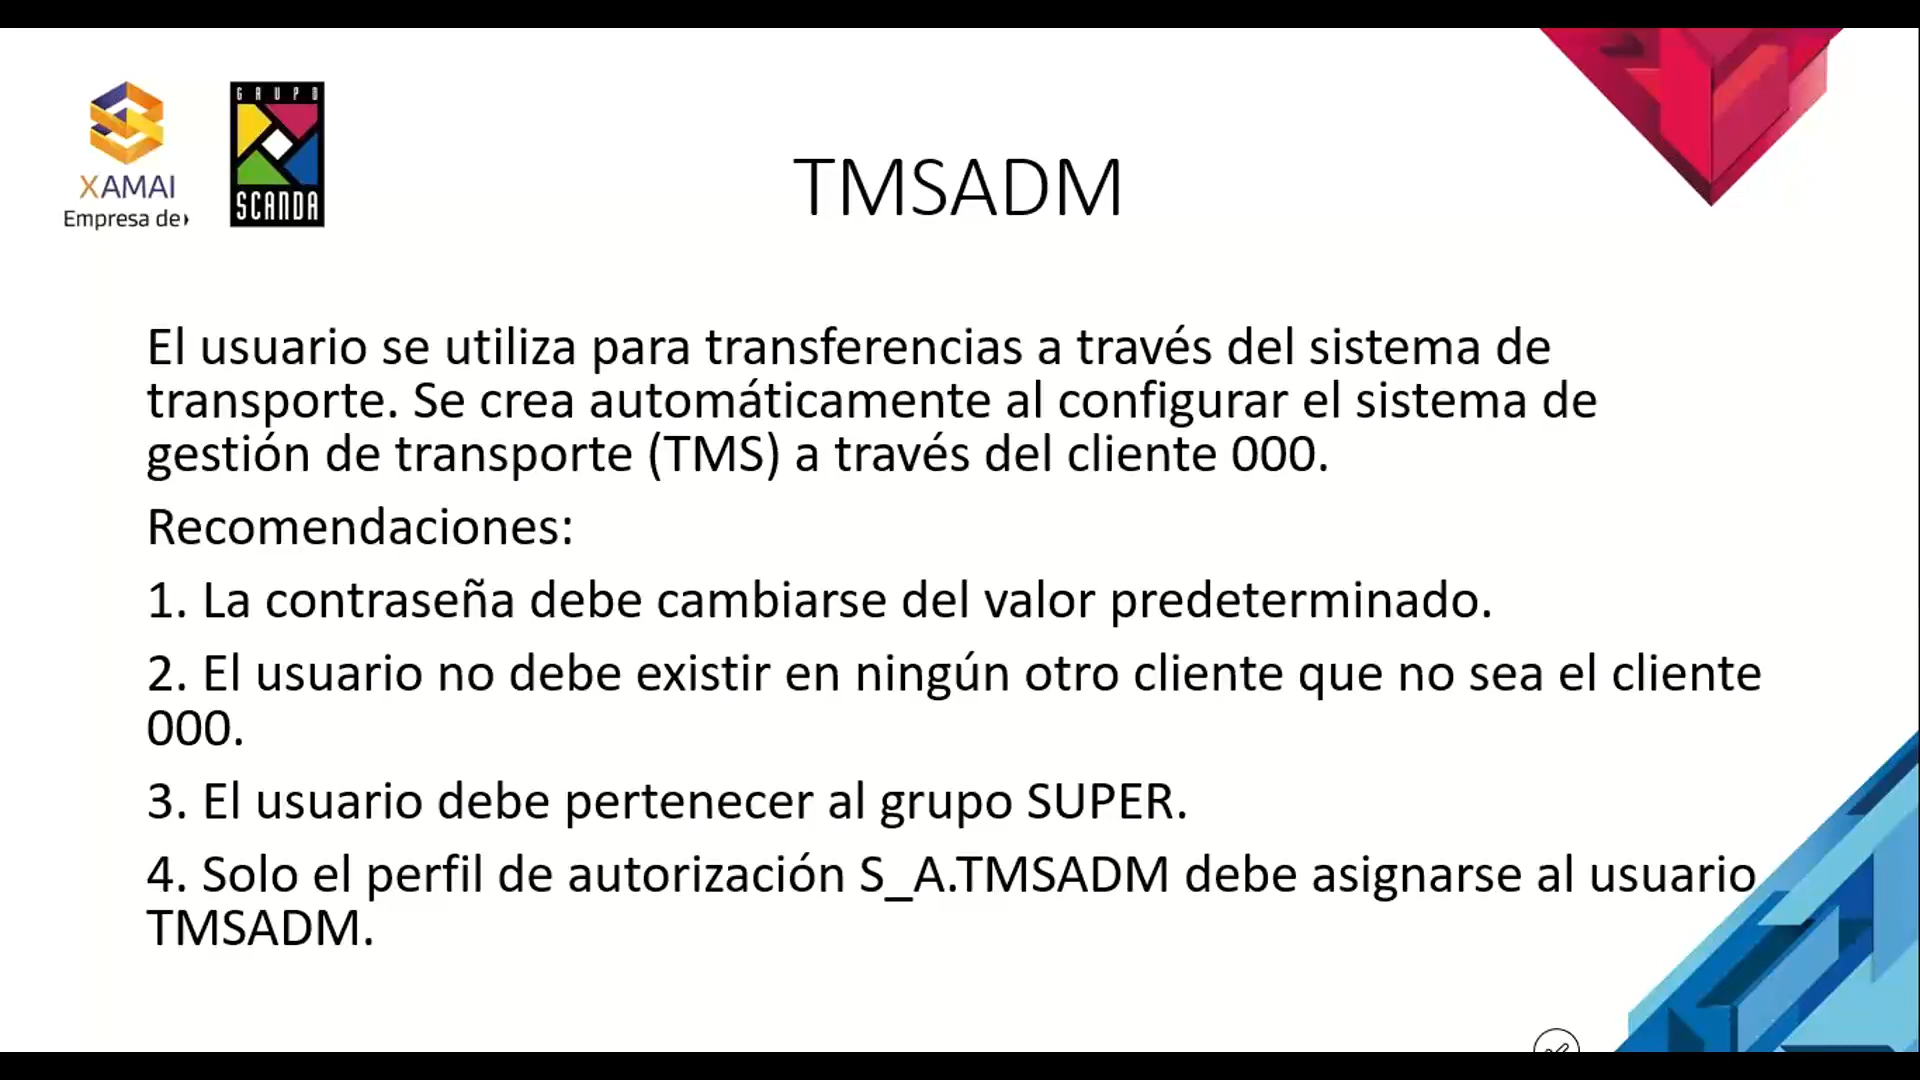 XAMAI
Empresa de
GRUPO
SCANDA
TMSADM
El usuario se utiliza para transferencias a través del sistema de
transporte. Se crea automáticamente al configurar el sistema de
gestión de transporte (TMS) a través del cliente 000.
Recomendaciones:
1. La contraseña debe cambiarse del valor predeterminado.
2. El usuario no debe existir en ningún otro cliente que no sea el cliente
000.
3. El usuario debe pertenecer al grupo SUPER.
4. Solo el perfil de autorización S_A.TMSADM debe asignarse al usuario
TMSADM.